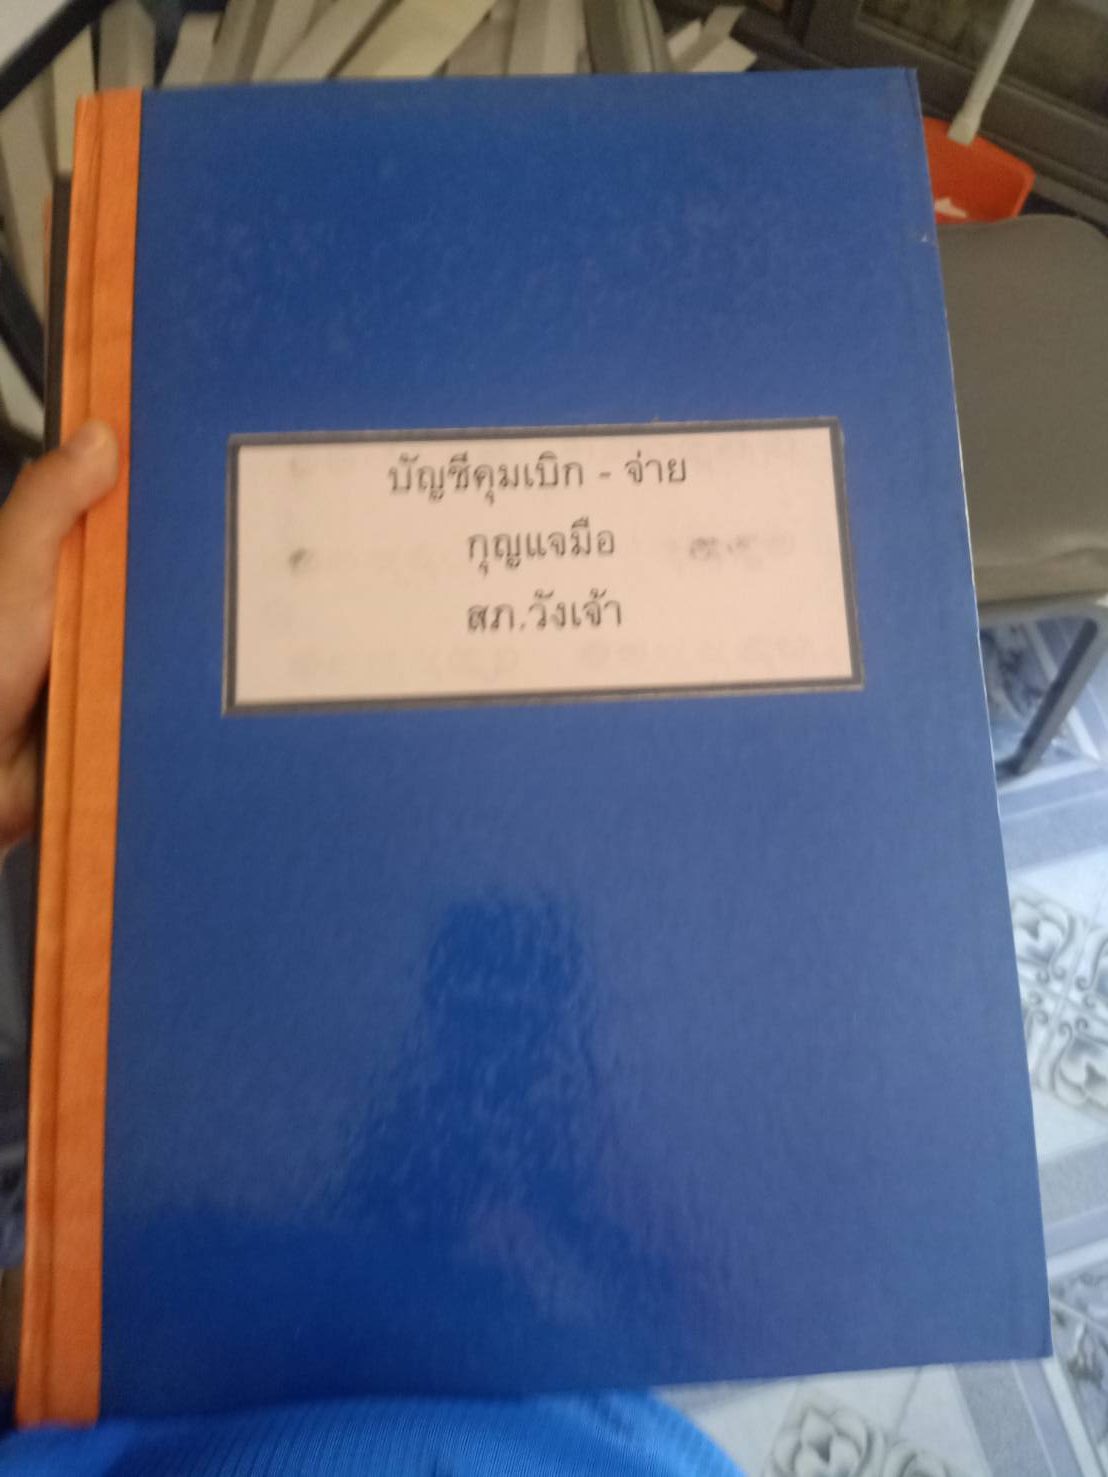 บัญชีคุมเบิก - จ่าย
กุญแจมือ
สภ.วังเจ้า